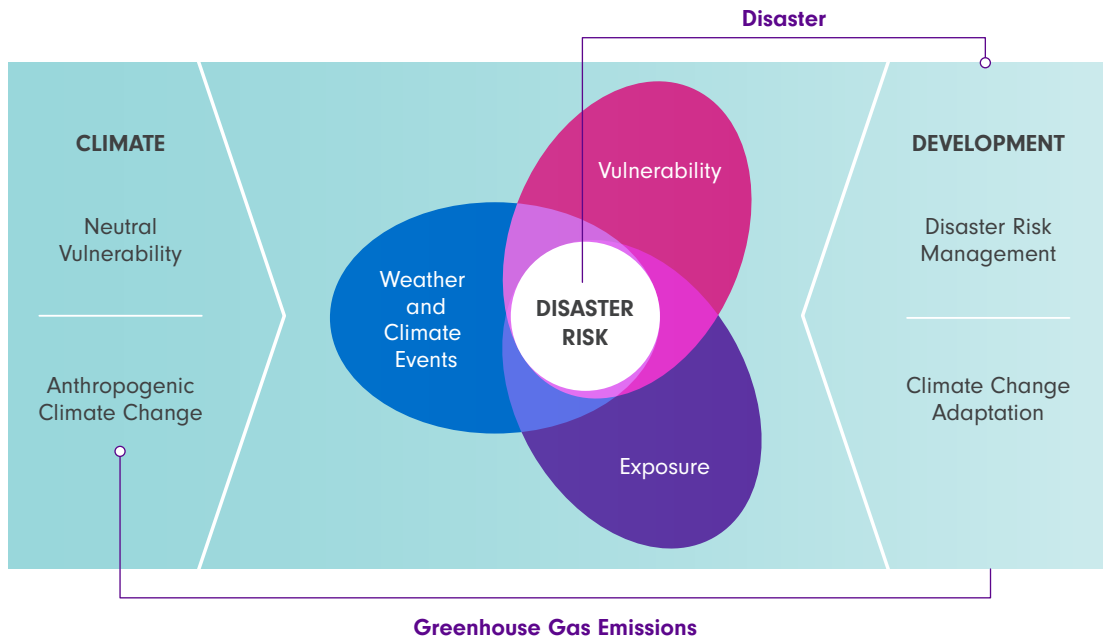 Disaster
CLIMATE
Neutral
Vulnerability
Anthropogenic
Climate Change
Weather
and
Climate
Events
Vulnerability
DISASTER
RISK
Exposure
DEVELOPMENT
Disaster Risk
Management
Climate Change
Adaptation
Greenhouse Gas Emissions